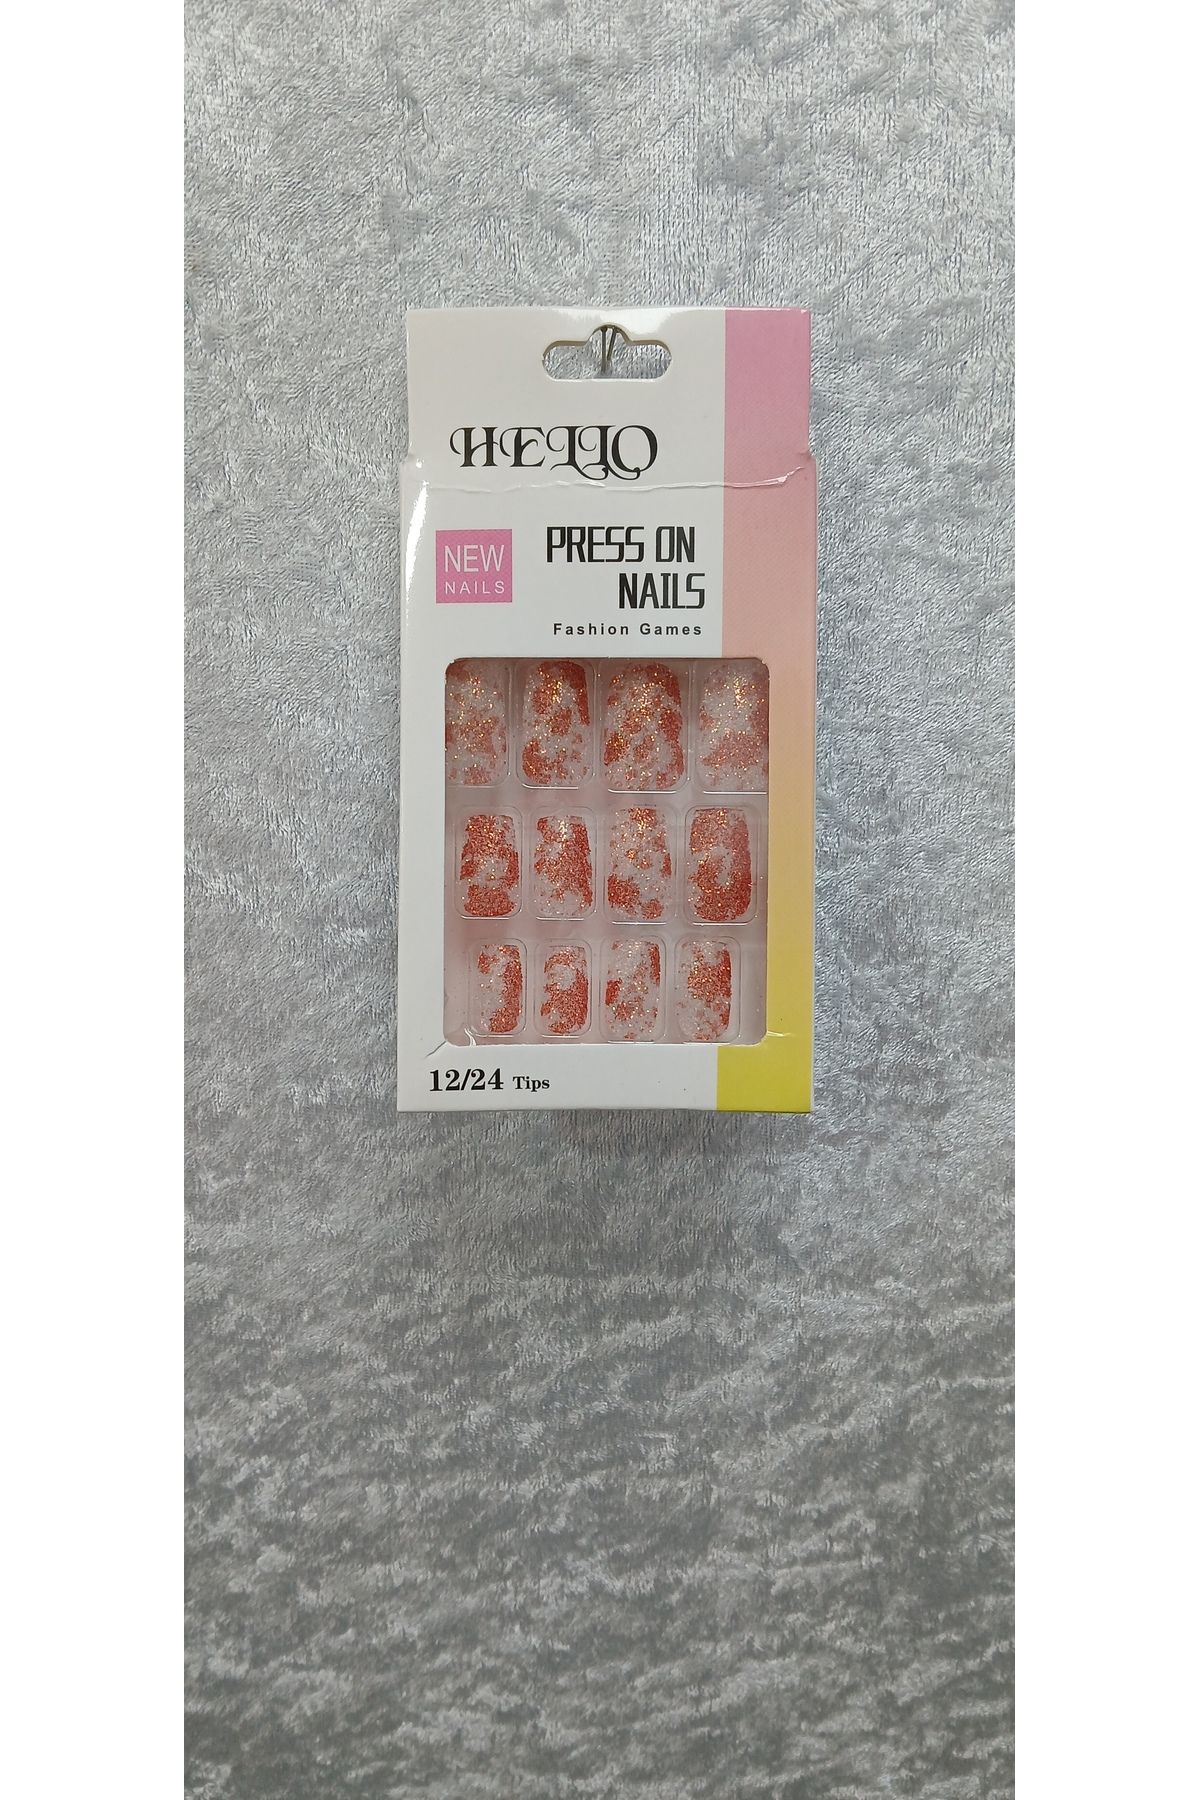 HELLO
NEW
NAILS
PRESS ON
NAILS
Fashion Games
12/24 Tips